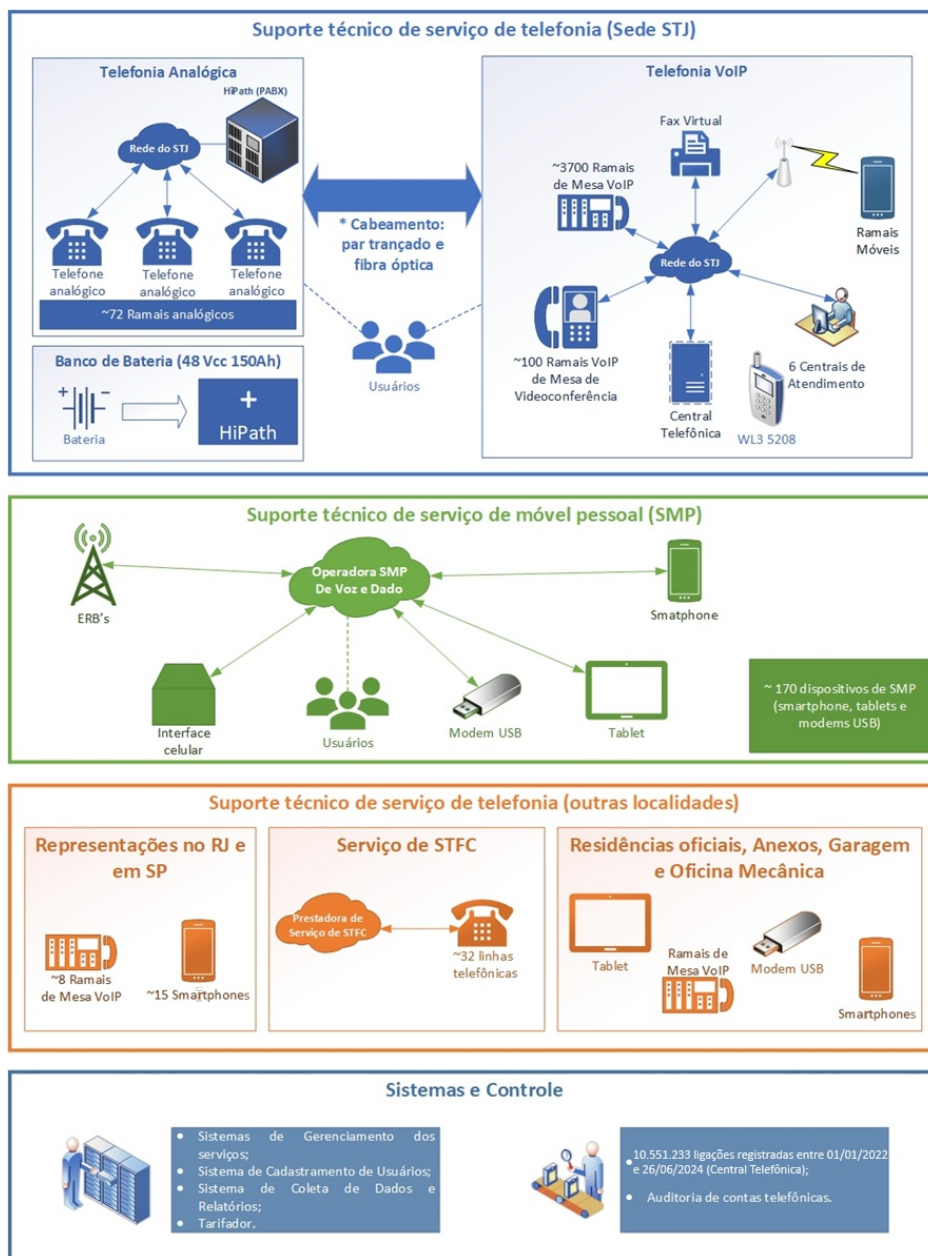 Suporte técnico de serviço de telefonia (Sede STJ)
Telefonia Analógica
HiPath (PABX)
Rede do STJ
Telefone
analógico
Telefone
analógico
Telefone
analógico
~72 Ramais analógicos
Banco de Bateria (48 Vcc 150Ah)
+
-
Bateria
+
HiPath
* Cabeamento:
par trançado e
fibra óptica
Usuários
Telefonia VoIP
Fax Virtual
~3700 Ramais
de Mesa VoIP
Ramais
Móveis
Rede do STJ
~100 Ramais VoIP
de Mesa de
Videoconferência
Central
Telefônica
6 Centrais de
Atendimento
WL3 5208
Suporte técnico de serviço de móvel pessoal (SMP)
ERB's
Operadora SMP
De Voz e Dado
Smatphone
Interface
celular
Usuários
Modem USB
Tablet
~ 170 dispositivos de SMP
(smartphone, tablets e
modems USB)
Suporte técnico de serviço de telefonia (outras localidades)
Representações no RJ e
em SP
~8 Ramais
de Mesa VoIP
~15 Smartphones
Serviço de STFC
Prestadora de
Serviço de STFC
~32 linhas
telefônicas
Residências oficiais, Anexos, Garagem
e Oficina Mecânica
Tablet
Ramais de
Mesa VoIP
Modem USB
Smartphones
Sistemas e Controle
• Sistemas de Gerenciamento dos
serviços;
• Sistema de Cadastramento de Usuários;
• Sistema de Coleta de Dados e
Relatórios;
• Tarifador.
• 10.551.233 ligações registradas entre 01/01/2022
e 26/06/2024 (Central Telefônica);
• Auditoria de contas telefônicas.